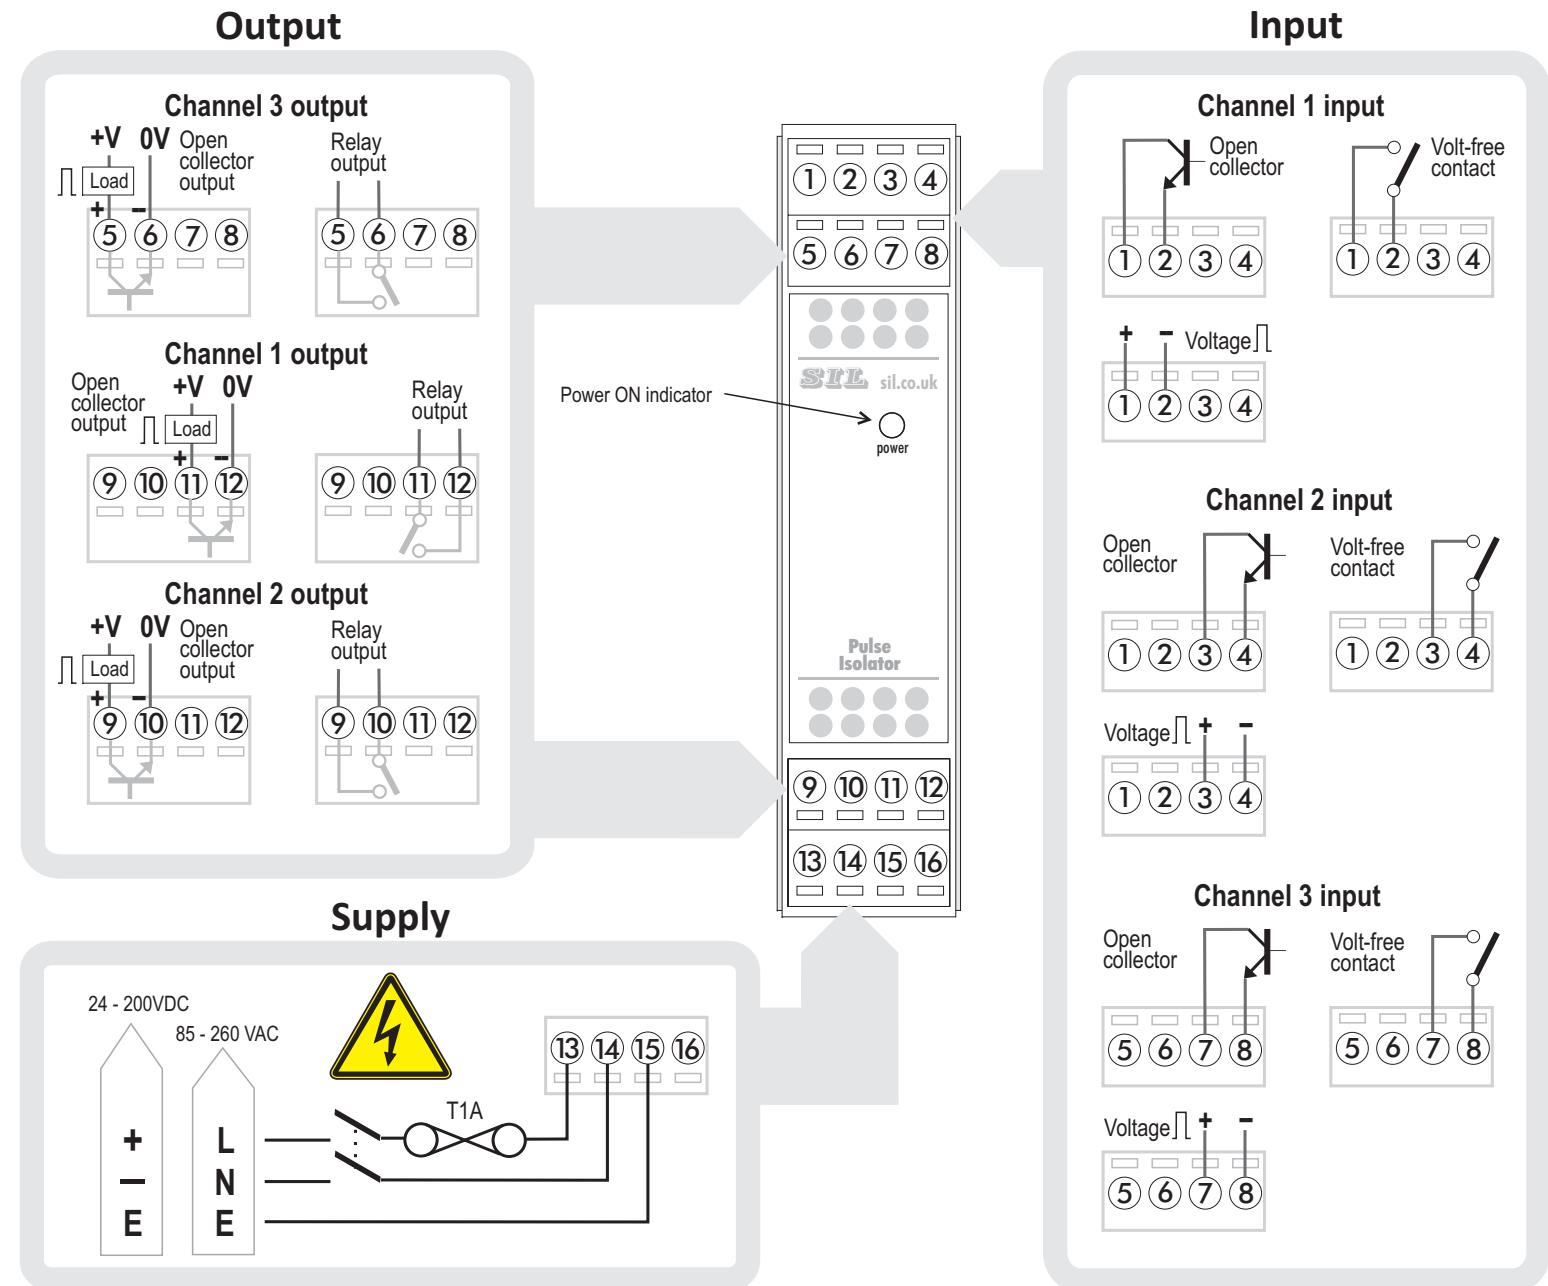 Output
Channel 3 output
+V 0V Open collector output
Load
+ –
5 6 7 8
Relay output
5 6 7 8
Channel 1 output
Open collector output
+V 0V
Load
+ –
9 10 11 12
Relay output
9 10 11 12
Channel 2 output
+V 0V Open collector output
Load
+ –
9 10 11 12
Relay output
9 10 11 12
1 2 3 4
5 6 7 8
SIL sil.co.uk
Power ON indicator
power
Pulse
Isolator
9 10 11 12
13 14 15 16
Input
Channel 1 input
Open collector
1 2 3 4
Volt-free contact
1 2 3 4
+ – Voltage
1 2 3 4
Channel 2 input
Open collector
1 2 3 4
Volt-free contact
1 2 3 4
Voltage + –
1 2 3 4
Channel 3 input
Open collector
5 6 7 8
Volt-free contact
5 6 7 8
Voltage + –
5 6 7 8
Supply
24 - 200VDC
85 - 260 VAC
13 14 15 16
T1A
+ L
– N
E E